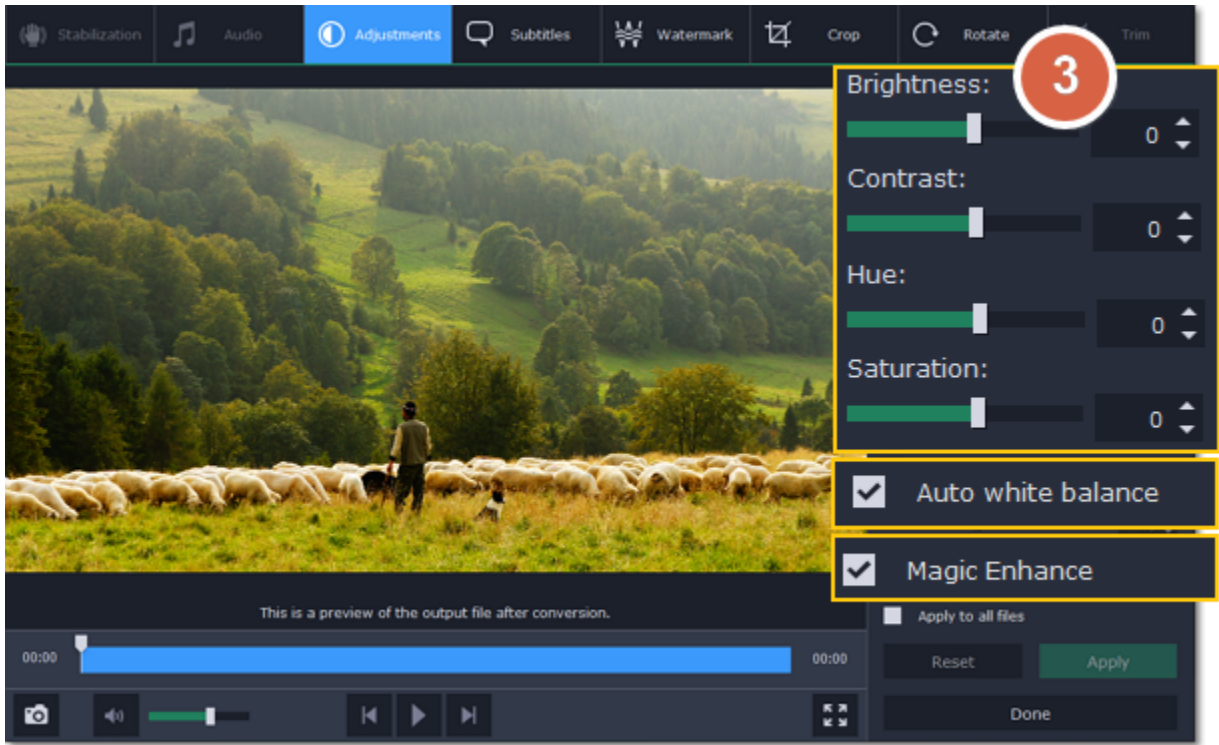 Stabilization
Audio
Adjustments
Subtitles
Watermark
Crop
Rotate
Trim
3
Brightness:
0
Contrast:
0
Hue:
0
Saturation:
0
Auto white balance
Magic Enhance
This is a preview of the output file after conversion.
Apply to all files
00:00
00:00
Reset
Apply
Done